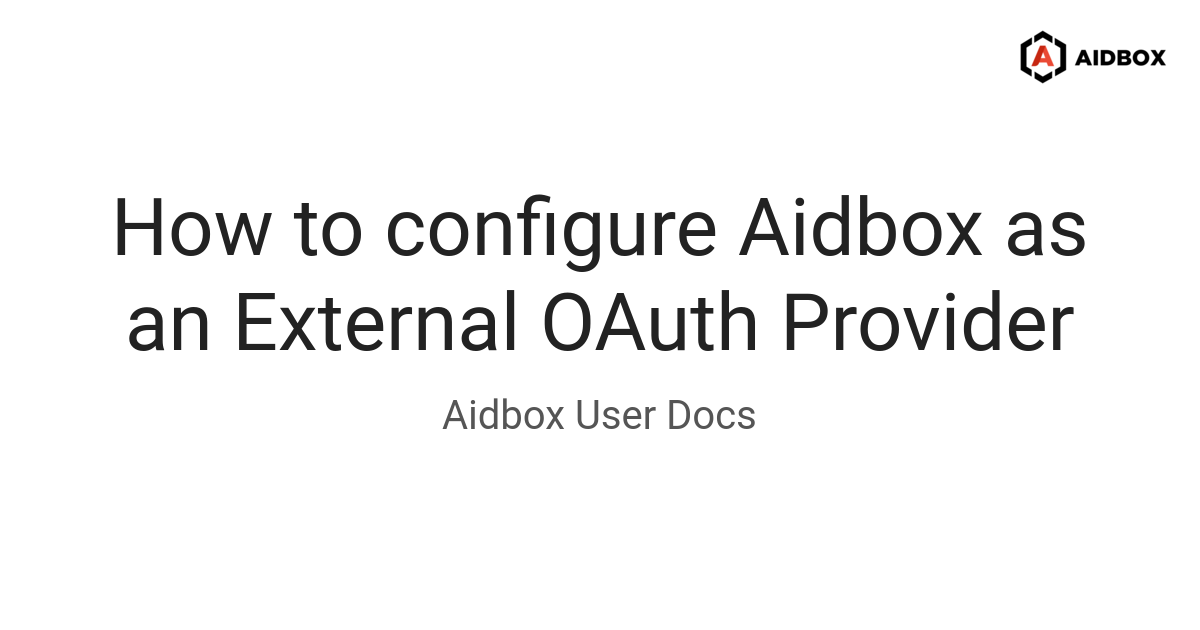 AIDBOX
How to configure Aidbox as
an External OAuth Provider
Aidbox User Docs